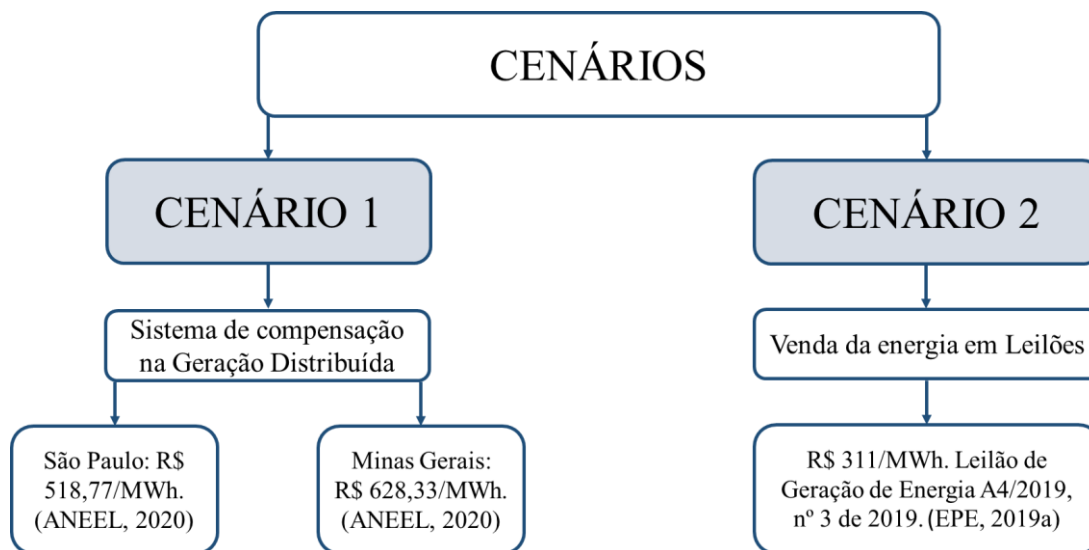 CENÁRIOS
CENÁRIO 1
CENÁRIO 2
Sistema de compensação
na Geração Distribuída
Venda da energia em Leilões
São Paulo: R$
518,77/MWh.
(ANEEL, 2020)
Minas Gerais:
R$ 628,33/MWh.
(ANEEL, 2020)
R$ 311/MWh. Leilão de
Geração de Energia A4/2019,
nº 3 de 2019. (EPE, 2019a)